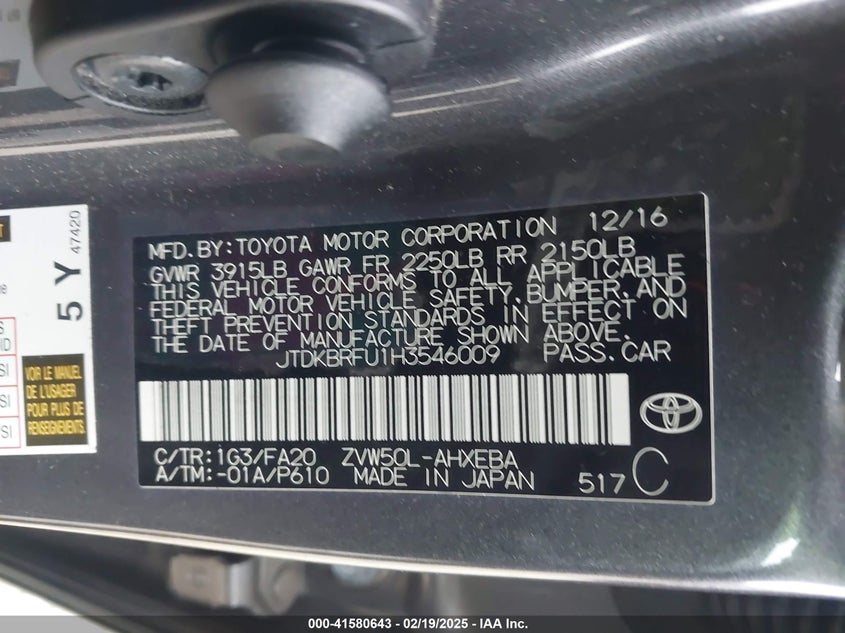 MFD.BY:TOYOTA MOTOR CORPORATION 12/16
GVWR 3915LB GAWR FR 2250LB RR 2150LB
THIS VEHICLE CONFORMS TO ALL APPLICABLE
FEDERAL MOTOR VEHICLE SAFETY,BUMPER,AND
THEFT PREVENTION STANDARDS IN EFFECT ON
THE DATE OF MANUFACTURE SHOWN ABOVE.
JTDKBRFU1H3546009 PASS.CAR
C/TR:1G3/FA20 ZVW50L-AHXEBA
A/TM:-01A/P610 MADE IN JAPAN 517 C
5 Y 47420
VOIR LE MANUEL
DE L'USAGER
POUR PLUS DE
RENSEIGNEMENTS
000-41580643 - 02/19/2025 - IAA Inc.